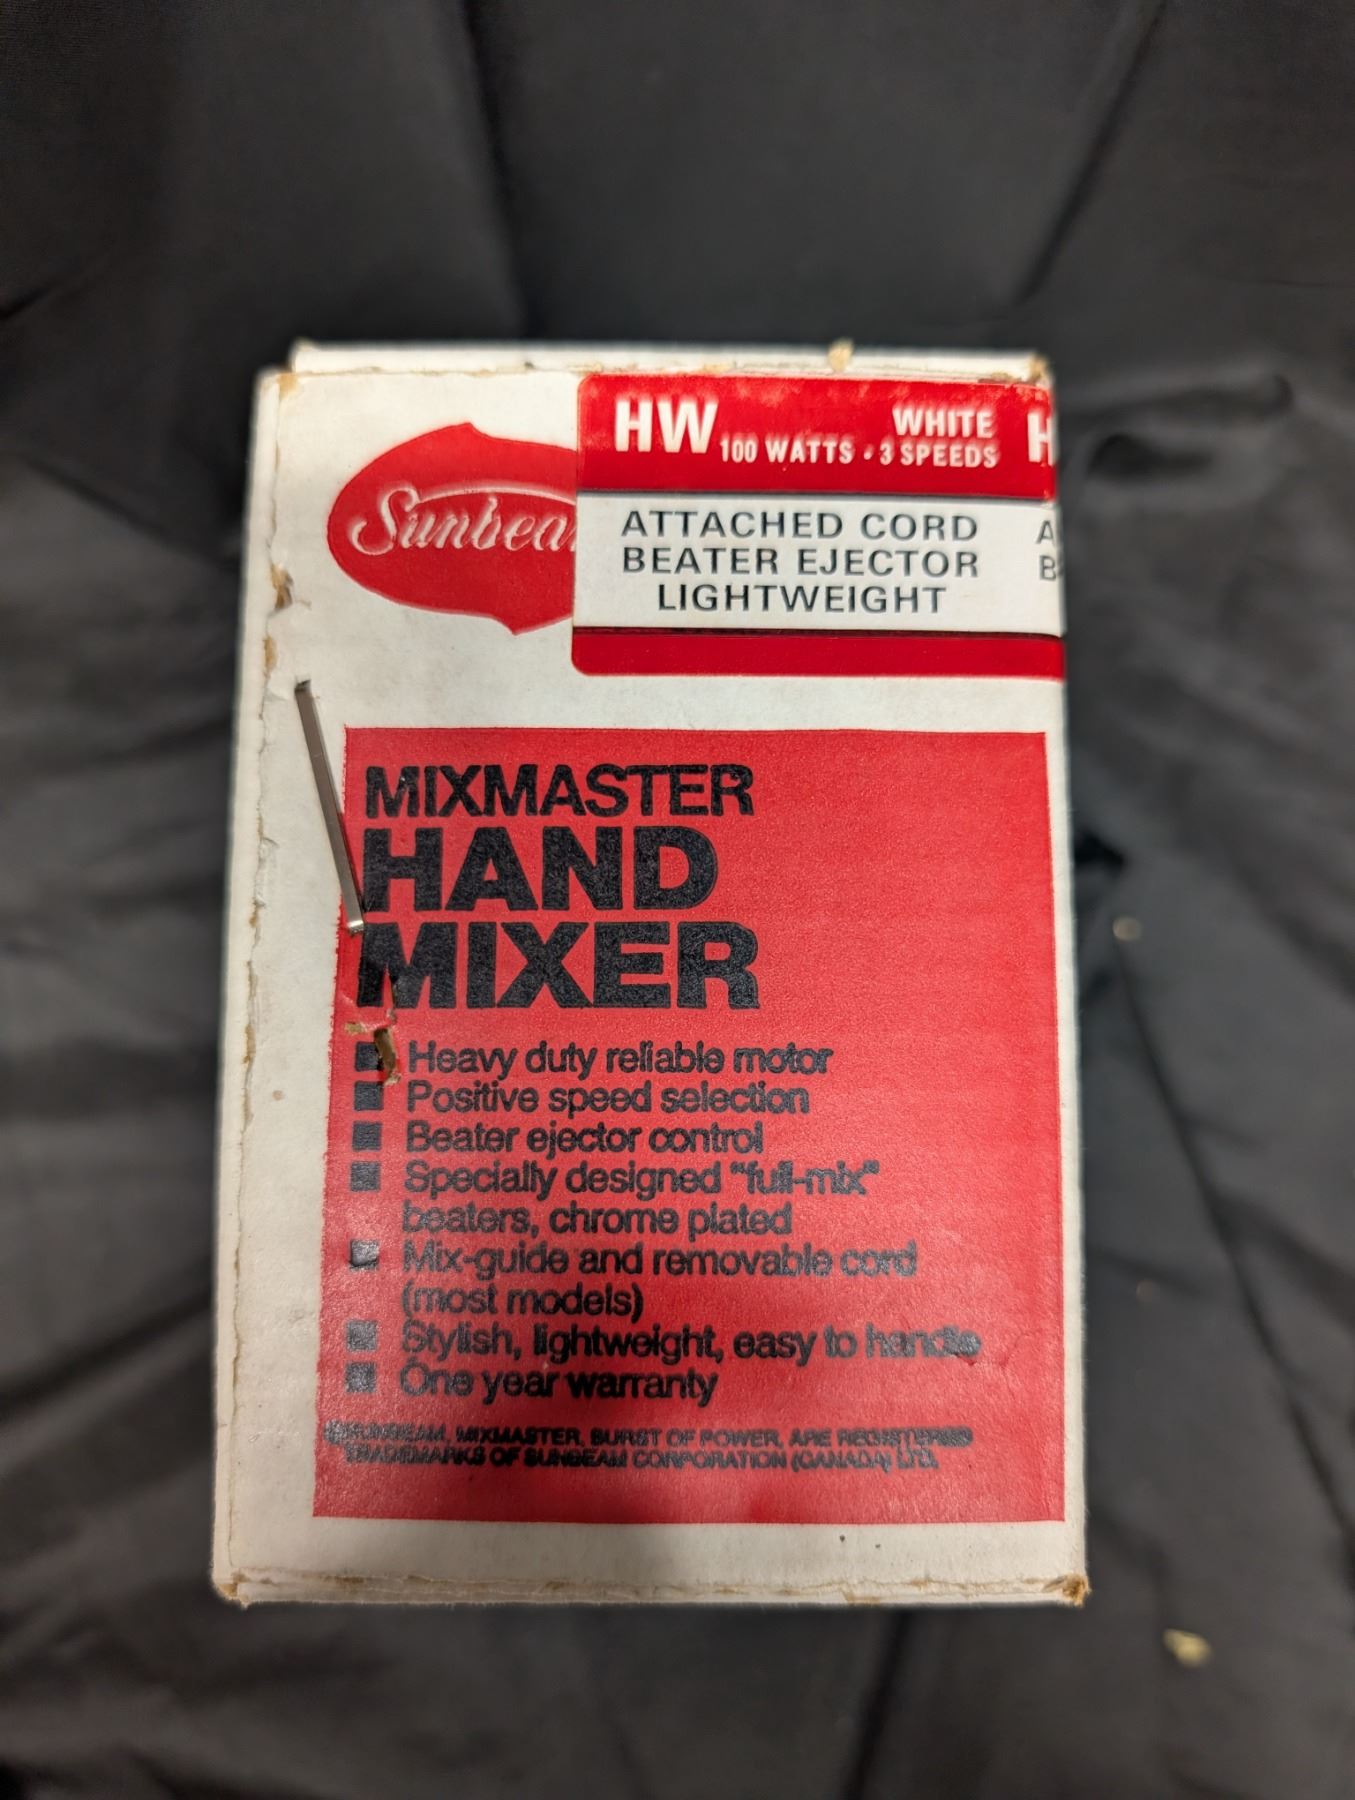 Sunbea
HW
WHITE
100 WATTS • 3 SPEEDS
H
ATTACHED CORD
BEATER EJECTOR
LIGHTWEIGHT
A
B
MIXMASTER
HAND
MIXER
■ Heavy duty reliable motor
■ Positive speed selection
■ Beater ejector control
■ Specially designed "full-mix"
beaters, chrome plated
■ Mix-guide and removable cord
(most models)
■ Stylish, lightweight, easy to handle
■ One year warranty
SUNBEAM, MIXMASTER, BURST OF POWER, ARE REGISTERED
TRADEMARKS OF SUNBEAM CORPORATION (CANADA) LTD.